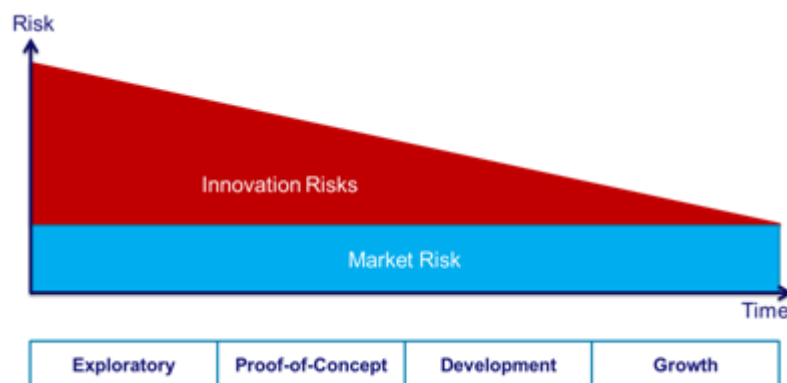 Risk
Innovation Risks
Market Risk
Time
Exploratory
Proof-of-Concept
Development
Growth